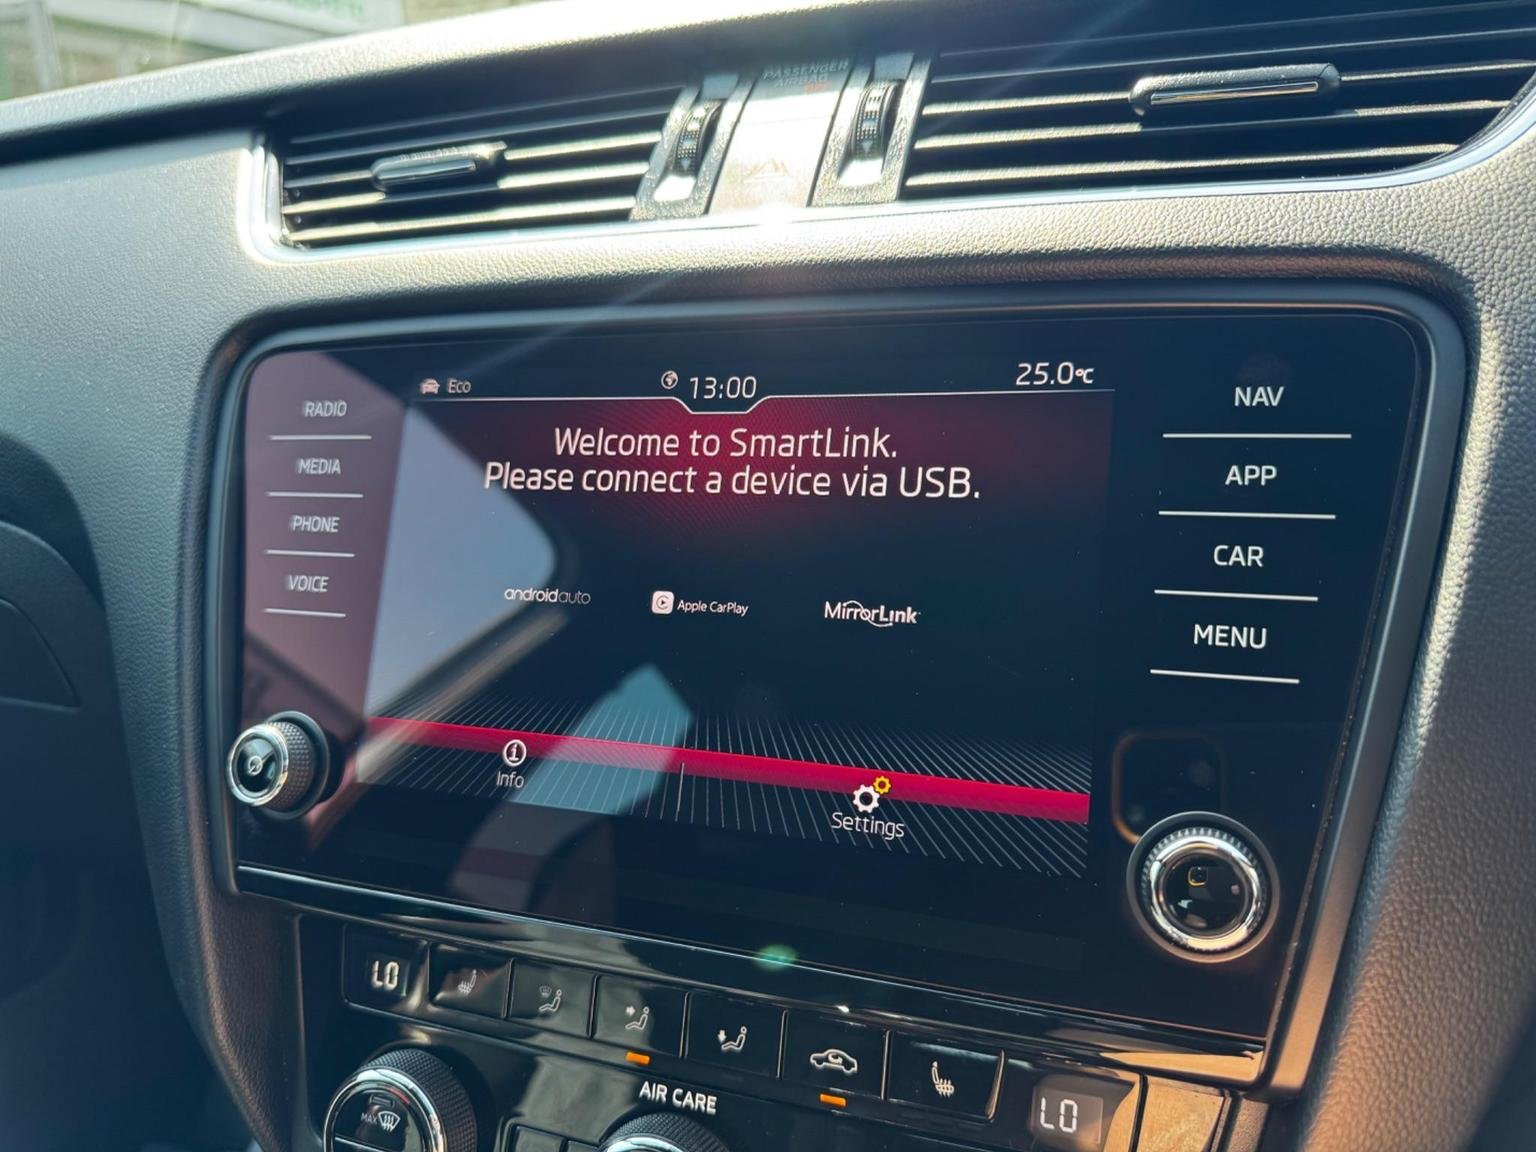 PASSENGER
AIRBAG
OFF
Eco
13:00
25.0°C
RADIO
MEDIA
PHONE
VOICE
NAV
APP
CAR
MENU
Welcome to SmartLink.
Please connect a device via USB.
androidauto
Apple CarPlay
MirrorLink
Info
Settings
LO
AIR CARE
MAX
LO